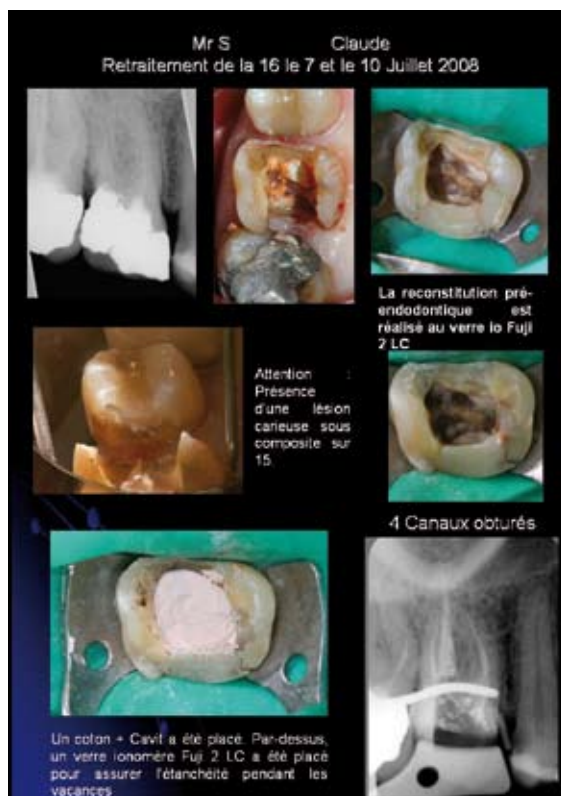 Mr S Claude
Retraitement de la 16 le 7 et le 10 Juillet 2008
La reconstitution pré-
endodontique est
réalisé au verre io Fuji
2 LC
Attention :
Présence
d'une lésion
carieuse sous
composite sur
15.
4 Canaux obturés
Un coton + Cavit a été placé. Par-dessus,
un verre ionomère Fuji 2 LC a été placé
pour assurer l'étanchéité pendant les
vacances